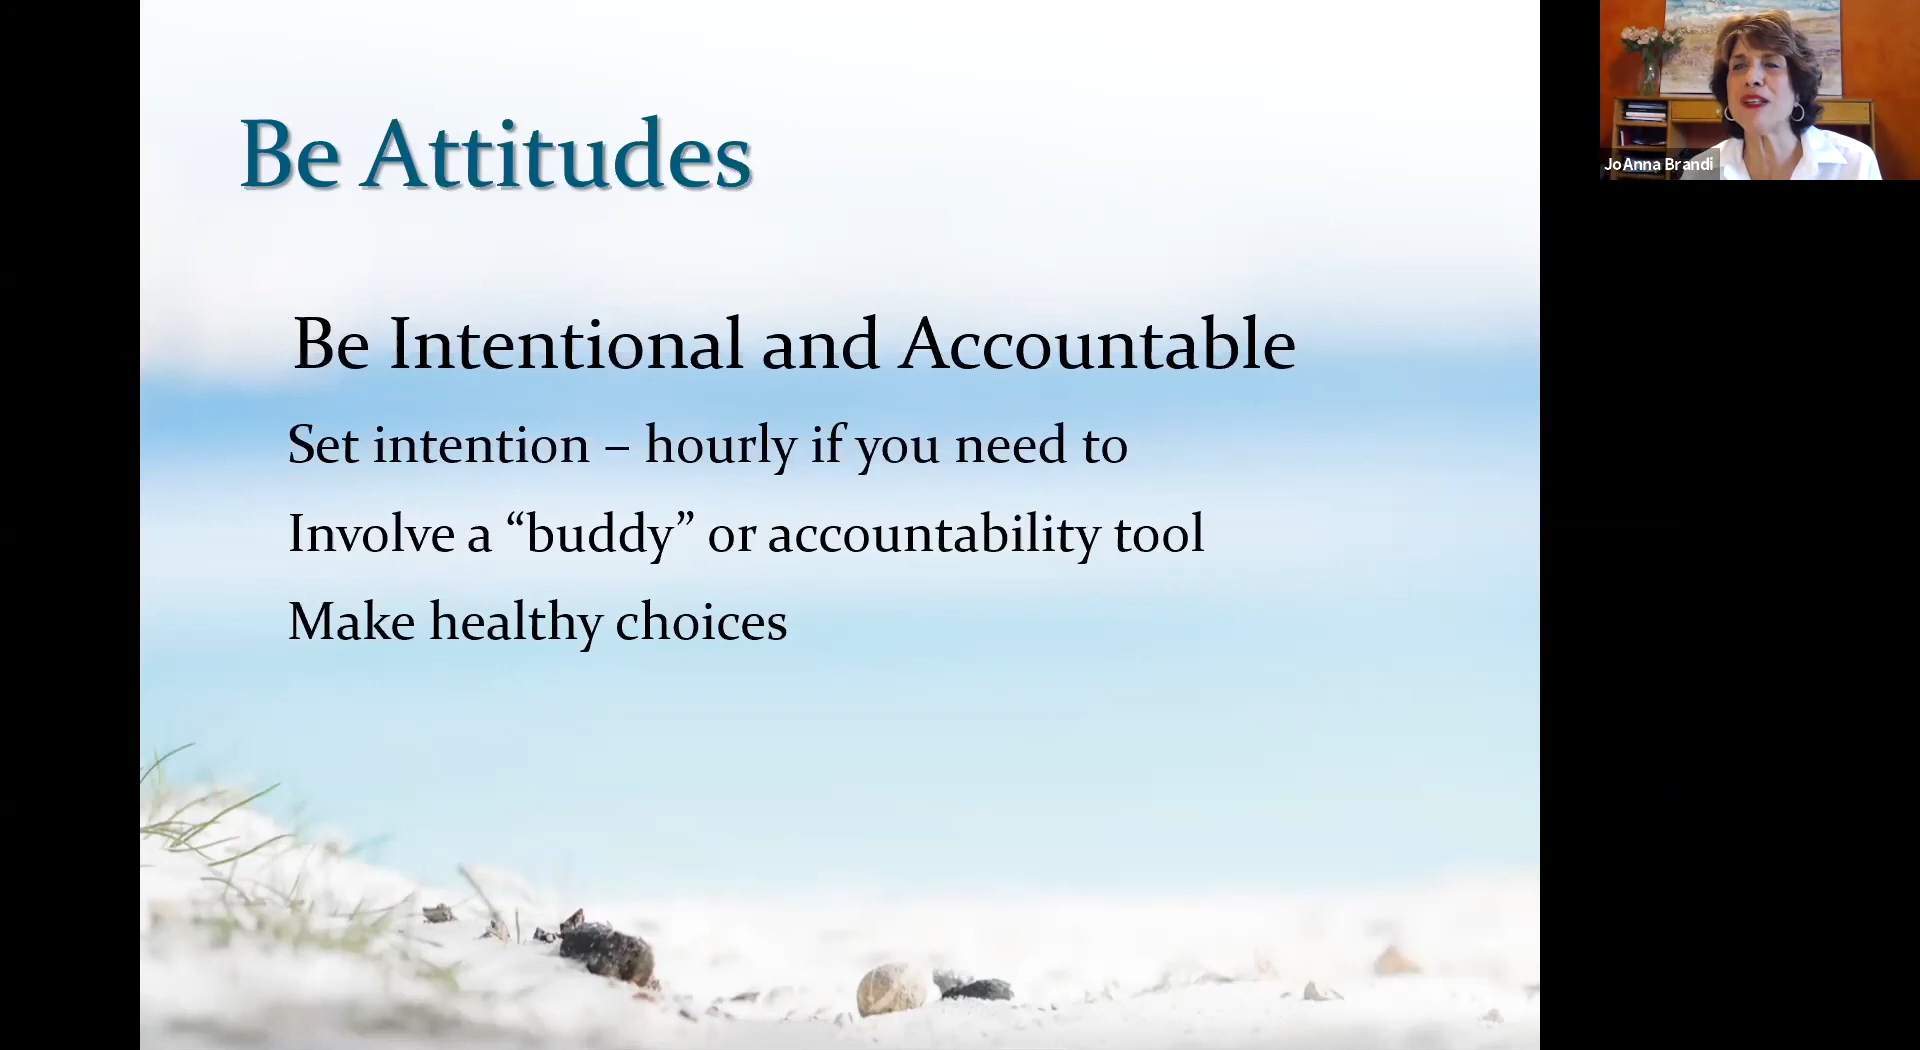 Be Attitudes
Be Intentional and Accountable
Set intention – hourly if you need to
Involve a “buddy” or accountability tool
Make healthy choices
JoAnna Brandi